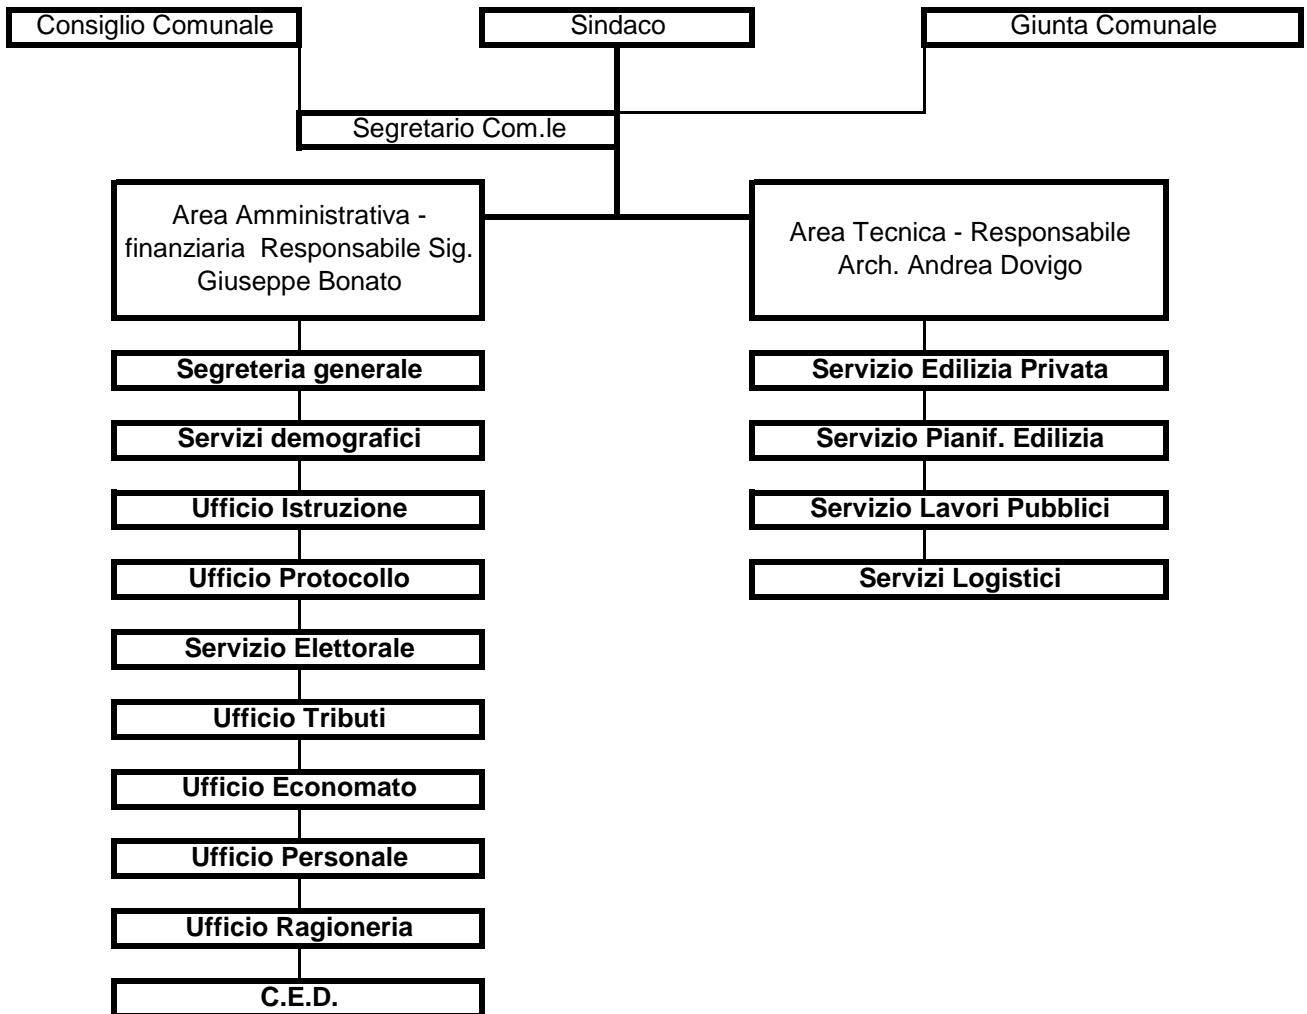 Consiglio Comunale
Sindaco
Giunta Comunale
Segretario Com.le
Area Amministrativa -
finanziaria Responsabile Sig.
Giuseppe Bonato
Area Tecnica - Responsabile
Arch. Andrea Dovigo
Segreteria generale
Servizio Edilizia Privata
Servizi demografici
Servizio Pianif. Edilizia
Ufficio Istruzione
Servizio Lavori Pubblici
Ufficio Protocollo
Servizi Logistici
Servizio Elettorale
Ufficio Tributi
Ufficio Economato
Ufficio Personale
Ufficio Ragioneria
C.E.D.